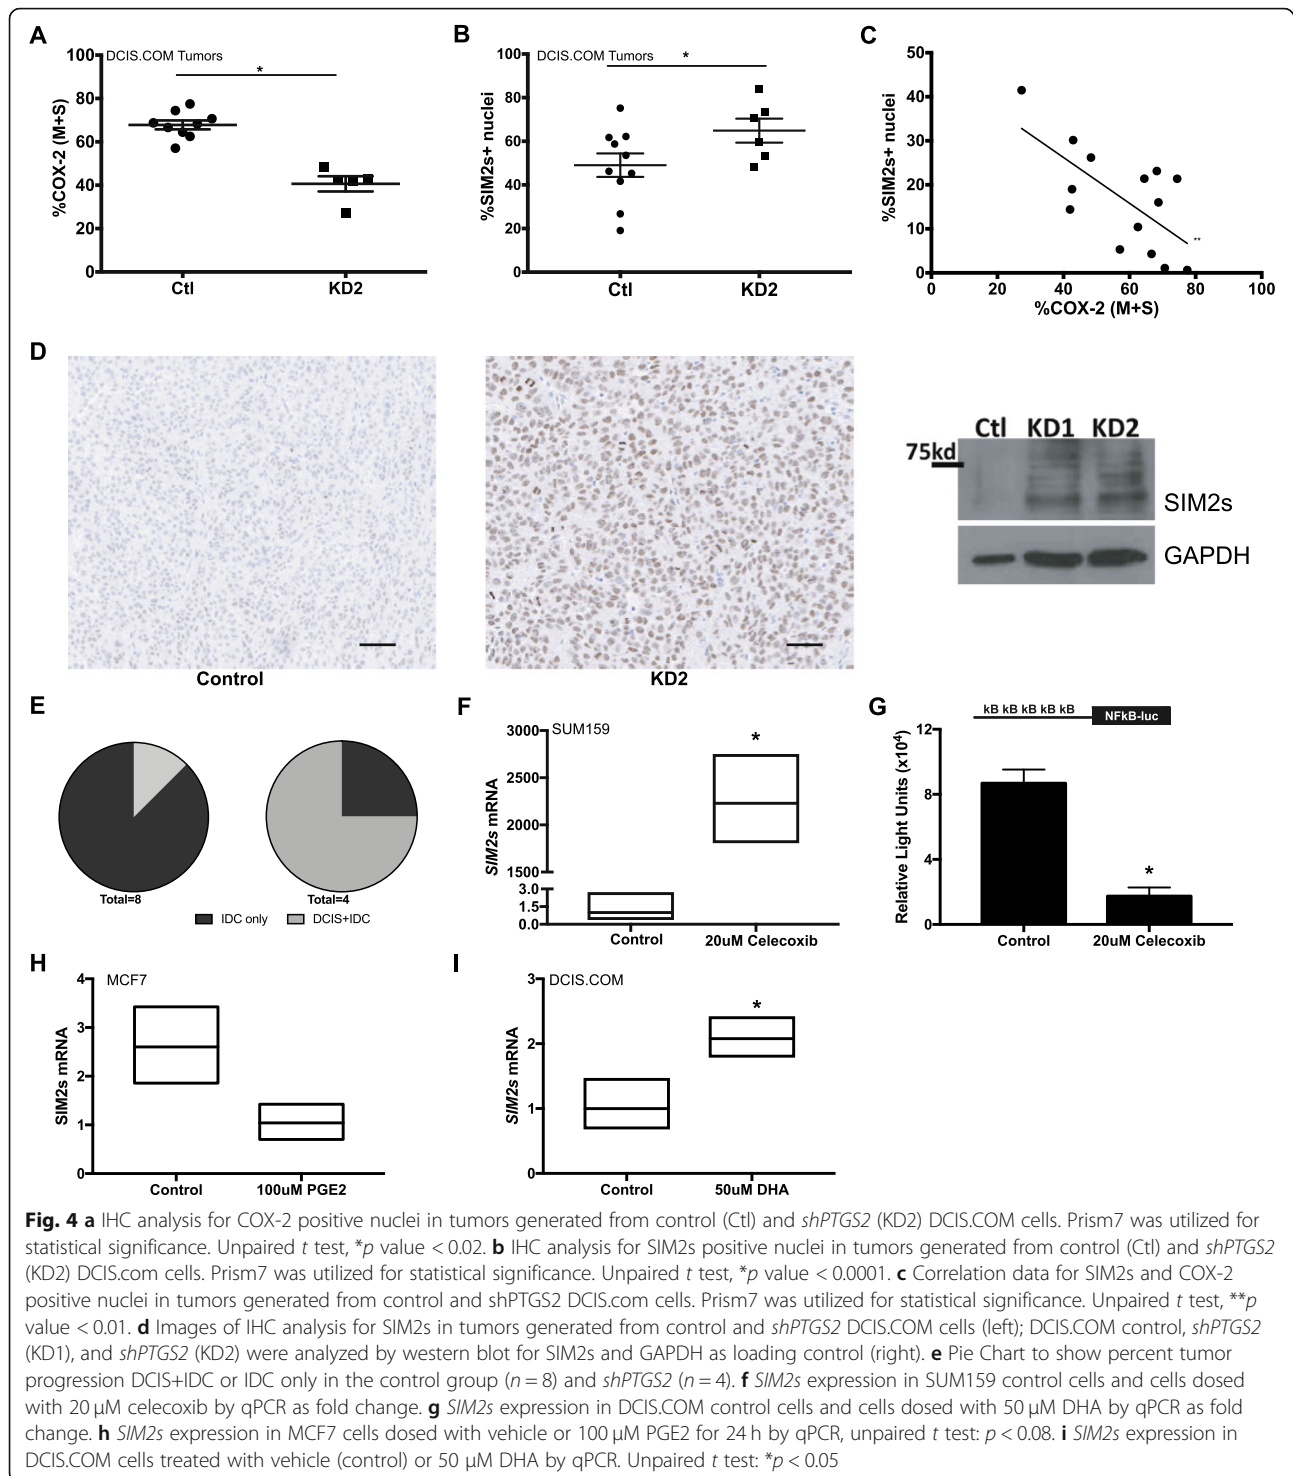 A
DCIS.COM Tumors
*
100
80
60
40
20
0
%COX-2 (M+S)
Ctl
KD2
B
DCIS.COM Tumors
*
100
80
60
40
20
0
%SIM2s+ nuclei
Ctl
KD2
C
50
40
30
20
10
0
%SIM2s+ nuclei
**
0 20 40 60 80 100
%COX-2 (M+S)
D
Control
KD2
Ctl KD1 KD2
75kd
SIM2s
GAPDH
E
Total=8
Total=4
IDC only
DCIS+IDC
F
SUM159
*
3000
2500
2000
1500
3.0
1.5
0.0
SIM2s mRNA
Control
20uM Celecoxib
G
kB kB kB kB kB
NFkB-luc
12
8
4
0
Relative Light Units (x10⁴)
*
Control
20uM Celecoxib
H
MCF7
4
3
2
1
0
SIM2s mRNA
Control
100uM PGE2
I
DCIS.COM
*
3
2
1
0
SIM2s mRNA
Control
50uM DHA
Fig. 4 a IHC analysis for COX-2 positive nuclei in tumors generated from control (Ctl) and shPTGS2 (KD2) DCIS.COM cells. Prism7 was utilized for
statistical significance. Unpaired t test, *p value < 0.02. b IHC analysis for SIM2s positive nuclei in tumors generated from control (Ctl) and shPTGS2
(KD2) DCIS.com cells. Prism7 was utilized for statistical significance. Unpaired t test, *p value < 0.0001. c Correlation data for SIM2s and COX-2
positive nuclei in tumors generated from control and shPTGS2 DCIS.com cells. Prism7 was utilized for statistical significance. Unpaired t test, **p
value < 0.01. d Images of IHC analysis for SIM2s in tumors generated from control and shPTGS2 DCIS.COM cells (left); DCIS.COM control, shPTGS2
(KD1), and shPTGS2 (KD2) were analyzed by western blot for SIM2s and GAPDH as loading control (right). e Pie Chart to show percent tumor
progression DCIS+IDC or IDC only in the control group (n = 8) and shPTGS2 (n = 4). f SIM2s expression in SUM159 control cells and cells dosed
with 20 μM celecoxib by qPCR as fold change. g SIM2s expression in DCIS.COM control cells and cells dosed with 50 μM DHA by qPCR as fold
change. h SIM2s expression in MCF7 cells dosed with vehicle or 100 μM PGE2 for 24 h by qPCR, unpaired t test: p < 0.08. i SIM2s expression in
DCIS.COM cells treated with vehicle (control) or 50 μM DHA by qPCR. Unpaired t test: *p < 0.05